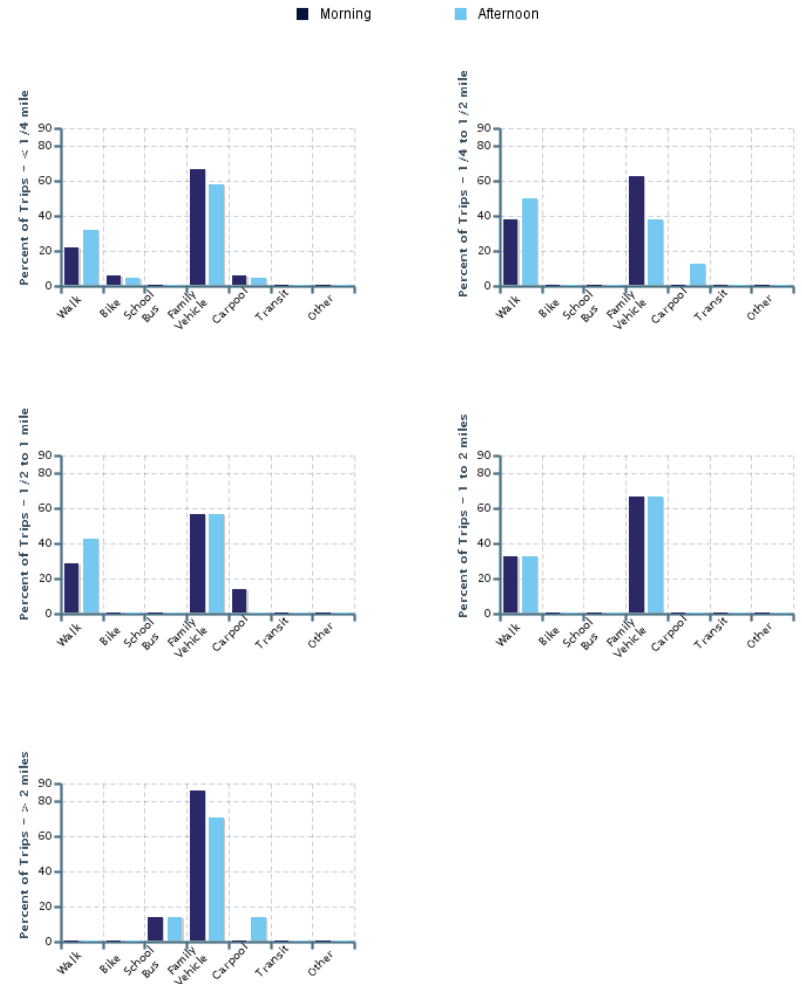 Morning Afternoon
Percent of Trips - < 1/4 mile
90
80
60
40
20
0
Walk
Bike
School
Bus
Family
Vehicle
Carpool
Transit
Other
Percent of Trips - 1/4 to 1/2 mile
90
80
60
40
20
0
Walk
Bike
School
Bus
Family
Vehicle
Carpool
Transit
Other
Percent of Trips - 1/2 to 1 mile
90
80
60
40
20
0
Walk
Bike
School
Bus
Family
Vehicle
Carpool
Transit
Other
Percent of Trips - 1 to 2 miles
90
80
60
40
20
0
Walk
Bike
School
Bus
Family
Vehicle
Carpool
Transit
Other
Percent of Trips - > 2 miles
90
80
60
40
20
0
Walk
Bike
School
Bus
Family
Vehicle
Carpool
Transit
Other